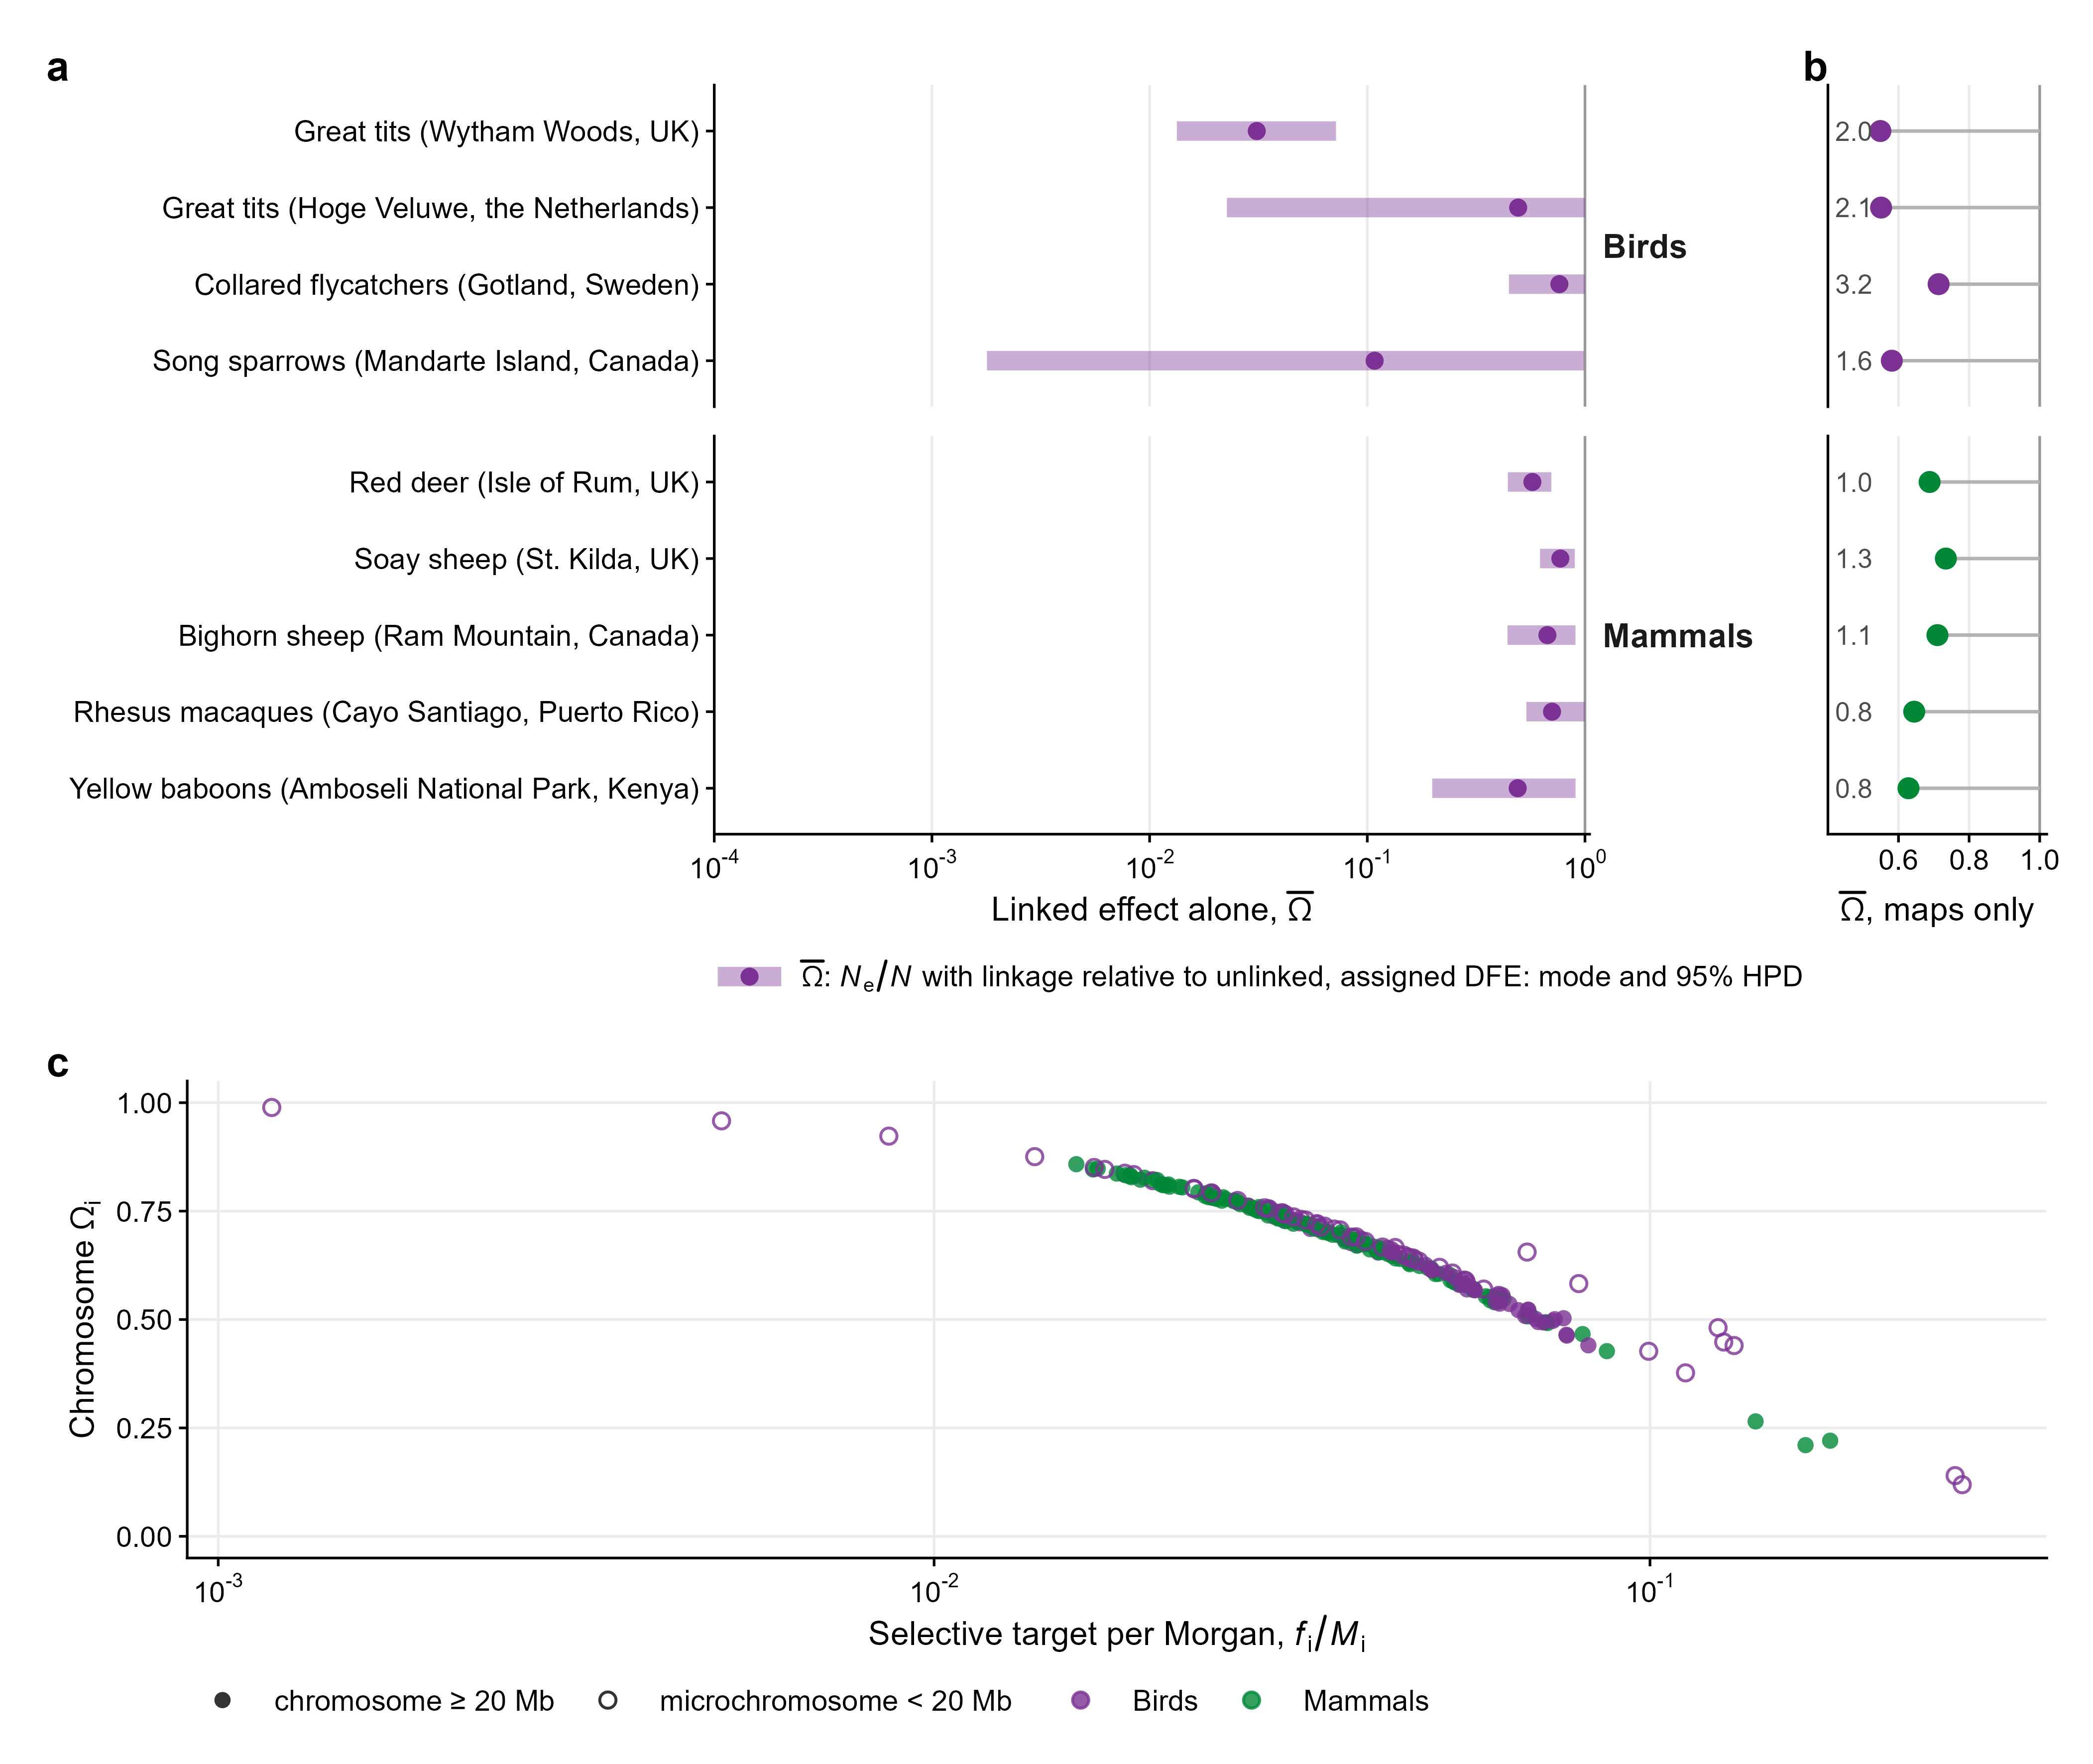 a
b
Great tits (Wytham Woods, UK)
Great tits (Hoge Veluwe, the Netherlands)
Collared flycatchers (Gotland, Sweden)
Song sparrows (Mandarte Island, Canada)
Birds
2.0
2.1
3.2
1.6
Red deer (Isle of Rum, UK)
Soay sheep (St. Kilda, UK)
Bighorn sheep (Ram Mountain, Canada)
Rhesus macaques (Cayo Santiago, Puerto Rico)
Yellow baboons (Amboseli National Park, Kenya)
Mammals
1.0
1.3
1.1
0.8
0.8
10⁻⁴ 10⁻³ 10⁻² 10⁻¹ 10⁰
0.6 0.8 1.0
Linked effect alone, Ω̅
Ω̅, maps only
Ω̅: Nₑ/N with linkage relative to unlinked, assigned DFE: mode and 95% HPD
c
Chromosome Ωᵢ
1.00
0.75
0.50
0.25
0.00
10⁻³ 10⁻² 10⁻¹
Selective target per Morgan, fᵢ/Mᵢ
chromosome ≥ 20 Mb microchromosome < 20 Mb Birds Mammals